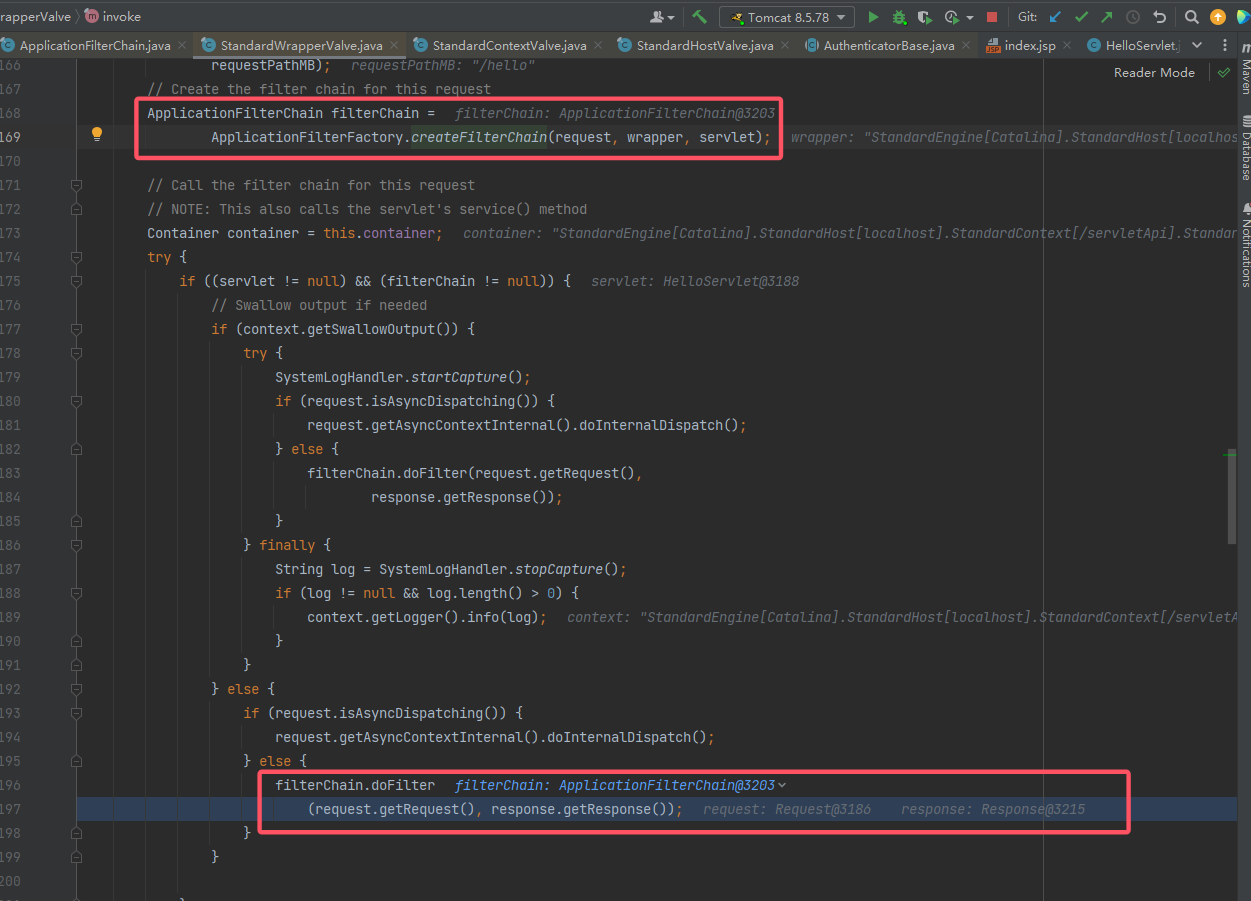 rapperValve 〉 m invoke
Tomcat 8.5.78
Git:
ApplicationFilterChain.java × StandardWrapperValve.java × StandardContextValve.java × StandardHostValve.java × AuthenticatorBase.java × index.jsp × HelloServlet.j
Reader Mode
Maven
Database
Notifications
166 requestPathMB); requestPathMB: "/hello"
167 // Create the filter chain for this request
168 ApplicationFilterChain filterChain = filterChain: ApplicationFilterChain@3203
169 ApplicationFilterFactory.createFilterChain(request, wrapper, servlet); wrapper: "StandardEngine[Catalina].StandardHost[localhos
170
171 // Call the filter chain for this request
172 // NOTE: This also calls the servlet's service() method
173 Container container = this.container; container: "StandardEngine[Catalina].StandardHost[localhost].StandardContext[/servletApi].Standar
174 try {
175 if ((servlet != null) && (filterChain != null)) { servlet: HelloServlet@3188
176 // Swallow output if needed
177 if (context.getSwallowOutput()) {
178 try {
179 SystemLogHandler.startCapture();
180 if (request.isAsyncDispatching()) {
181 request.getAsyncContextInternal().doInternalDispatch();
182 } else {
183 filterChain.doFilter(request.getRequest(),
184 response.getResponse());
185 }
186 } finally {
187 String log = SystemLogHandler.stopCapture();
188 if (log != null && log.length() > 0) {
189 context.getLogger().info(log); context: "StandardEngine[Catalina].StandardHost[localhost].StandardContext[/servletA
190 }
191 }
192 } else {
193 if (request.isAsyncDispatching()) {
194 request.getAsyncContextInternal().doInternalDispatch();
195 } else {
196 filterChain.doFilter filterChain: ApplicationFilterChain@3203
197 (request.getRequest(), response.getResponse()); request: Request@3186 response: Response@3215
198 }
199 }
200